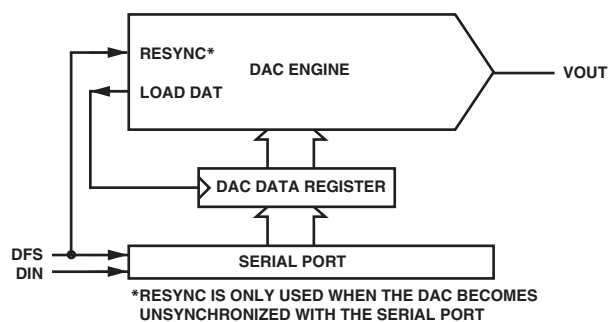 RESYNC*
DAC ENGINE
VOUT
LOAD DAT
DAC DATA REGISTER
DFS
SERIAL PORT
DIN
*RESYNC IS ONLY USED WHEN THE DAC BECOMES
UNSYNCHRONIZED WITH THE SERIAL PORT